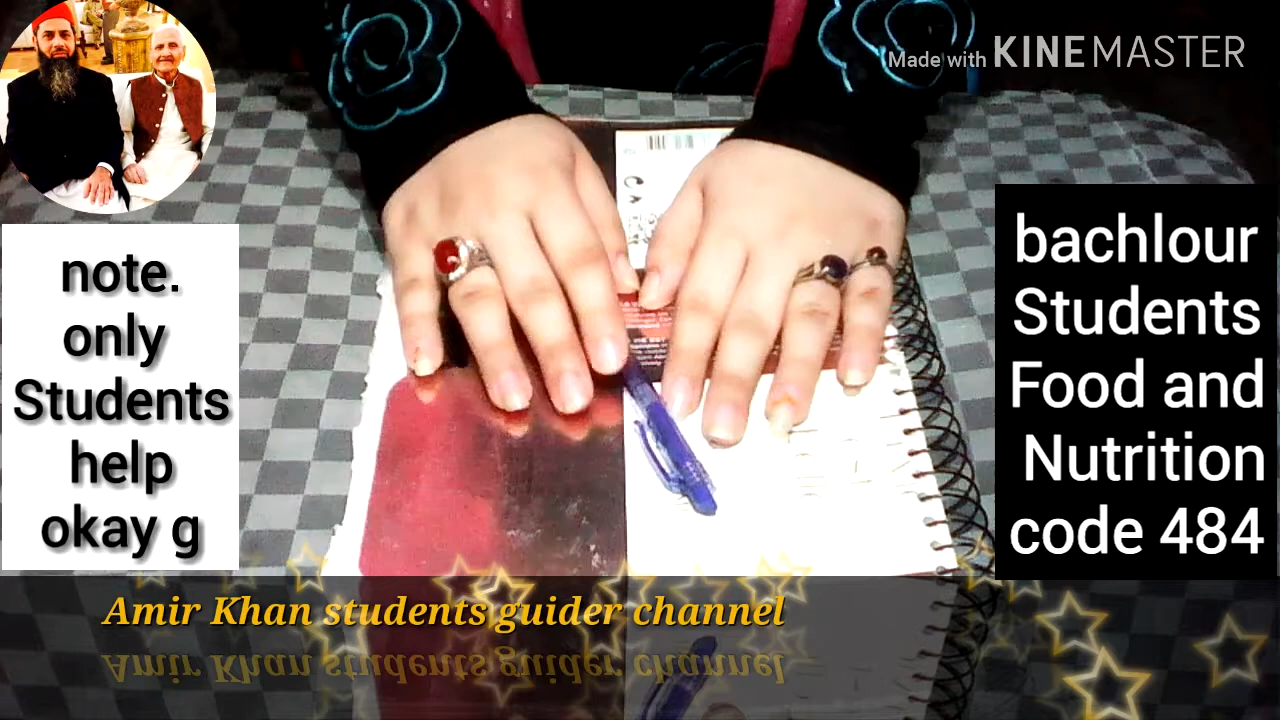 Made with KINEMASTER
note.
only
Students
help
okay g
bachlour
Students
Food and
Nutrition
code 484
Amir Khan students guider channel